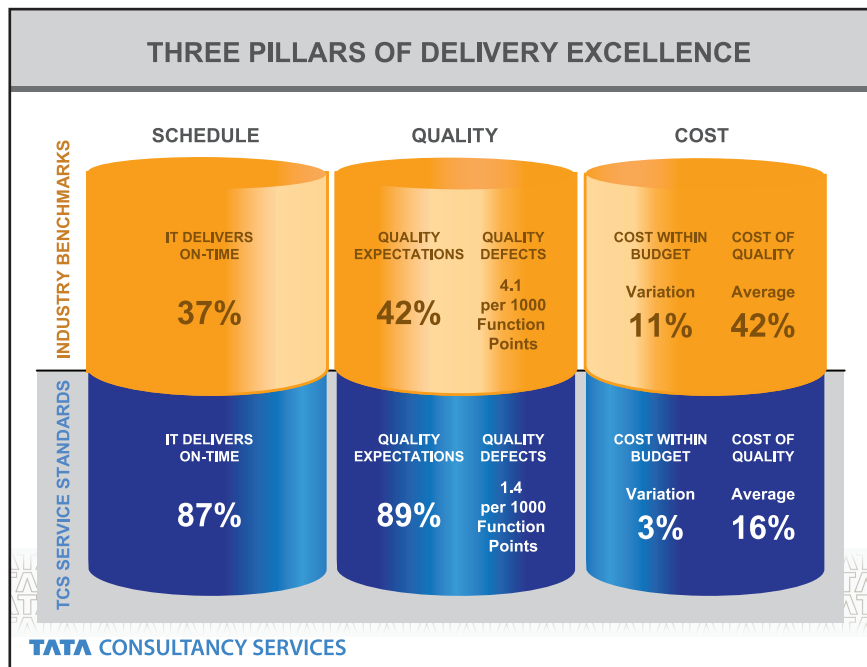 THREE PILLARS OF DELIVERY EXCELLENCE
SCHEDULE
QUALITY
COST
INDUSTRY BENCHMARKS
IT DELIVERS
ON-TIME
37%
QUALITY
EXPECTATIONS
42%
QUALITY
DEFECTS
4.1
per 1000
Function
Points
COST WITHIN
BUDGET
Variation
11%
COST OF
QUALITY
Average
42%
TCS SERVICE STANDARDS
IT DELIVERS
ON-TIME
87%
QUALITY
EXPECTATIONS
89%
QUALITY
DEFECTS
1.4
per 1000
Function
Points
COST WITHIN
BUDGET
Variation
3%
COST OF
QUALITY
Average
16%
TATA CONSULTANCY SERVICES